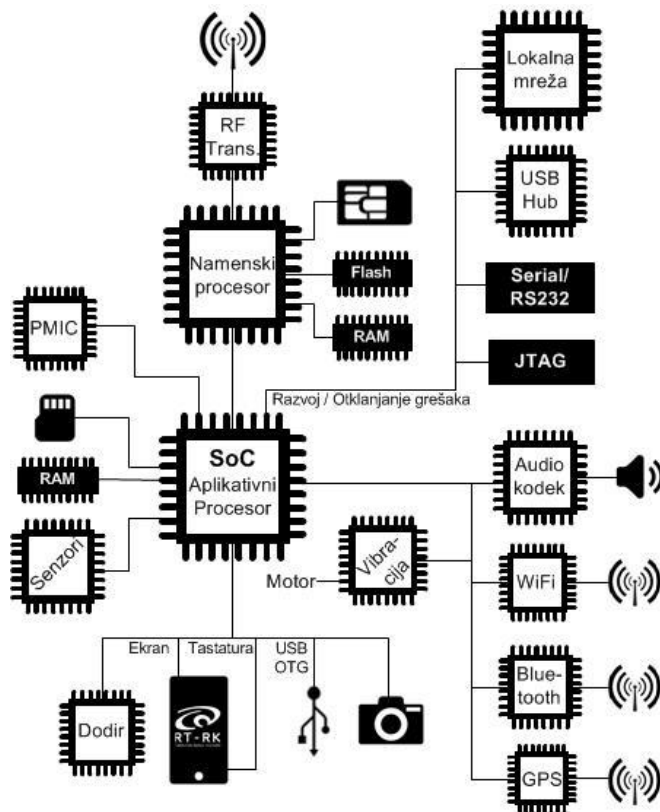 RF
Trans.
Lokalna
mreža
USB
Hub
Namenski
procesor
Flash
RAM
Serial/
RS232
JTAG
PMIC
Razvoj / Otklanjanje grešaka
SoC
Aplikativni
Procesor
RAM
Senzori
Audio
kodek
Motor
Vibra-
cija
WiFi
Ekran
Tastatura
USB
OTG
Dodir
RT-RK
Blue-
tooth
GPS